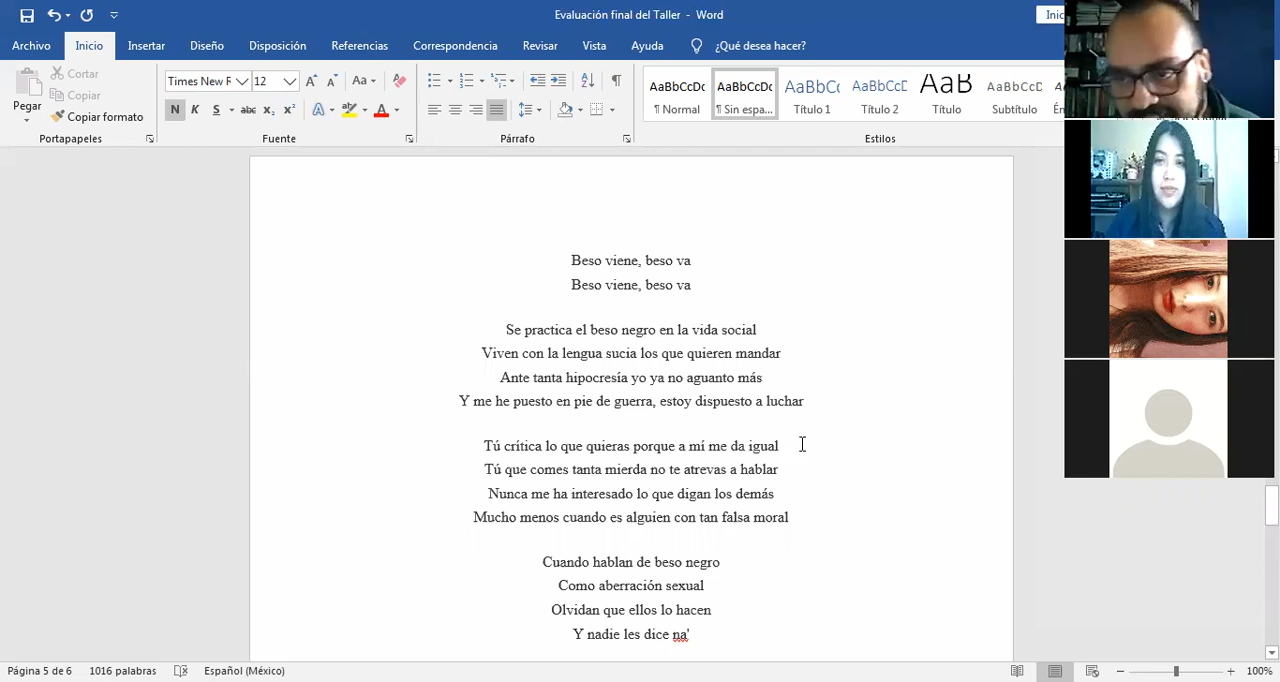 Evaluación final del Taller - Word
Inic
Archivo
Inicio
Insertar
Diseño
Disposición
Referencias
Correspondencia
Revisar
Vista
Ayuda
¿Qué desea hacer?
Pegar
Cortar
Copiar
Copiar formato
Portapapeles
Times New R
12
Aa
N K S abc x₂ x²
Fuente
Párrafo
AaBbCcDc
¶ Normal
AaBbCcDc
¶ Sin espa...
AaBbCc
Título 1
AaBbCcD
Título 2
AaB
Título
AaBbCcD
Subtítulo
Estilos
Beso viene, beso va
Beso viene, beso va
Se practica el beso negro en la vida social
Viven con la lengua sucia los que quieren mandar
Ante tanta hipocresía yo ya no aguanto más
Y me he puesto en pie de guerra, estoy dispuesto a luchar
Tú crítica lo que quieras porque a mí me da igual
Tú que comes tanta mierda no te atrevas a hablar
Nunca me ha interesado lo que digan los demás
Mucho menos cuando es alguien con tan falsa moral
Cuando hablan de beso negro
Como aberración sexual
Olvidan que ellos lo hacen
Y nadie les dice na'
Página 5 de 6
1016 palabras
Español (México)
100%